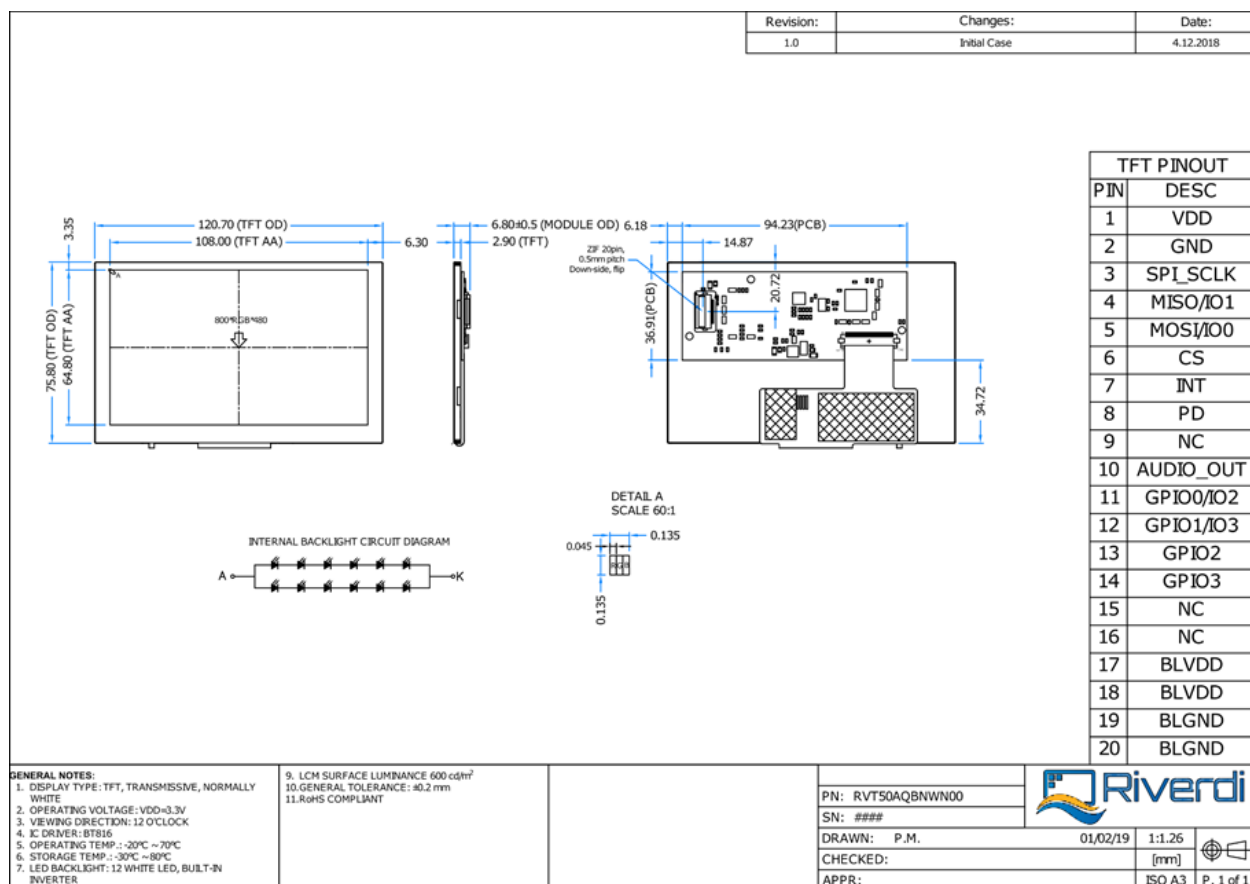 Revision: Changes: Date:
1.0 Initial Case 4.12.2018
TFT PINOUT
PIN DESC
1 VDD
2 GND
3 SPI_SCLK
4 MISO/IO1
5 MOSI/IO0
6 CS
7 INT
8 PD
9 NC
10 AUDIO_OUT
11 GPIO0/IO2
12 GPIO1/IO3
13 GPIO2
14 GPIO3
15 NC
16 NC
17 BLVDD
18 BLVDD
19 BLGND
20 BLGND
3.35
120.70 (TFT OD)
108.00 (TFT AA)
6.30
75.80 (TFT OD)
64.80 (TFT AA)
A
800*RGB*480
6.80±0.5 (MODULE OD)
2.90 (TFT)
6.18
94.23(PCB)
14.87
ZIF 20pin,
0.5mm pitch
Down-side, flip
20.72
36.91(PCB)
34.72
INTERNAL BACKLIGHT CIRCUIT DIAGRAM
A K
DETAIL A
SCALE 60:1
0.135
0.045
0.135
GENERAL NOTES:
1. DISPLAY TYPE: TFT, TRANSMISSIVE, NORMALLY
WHITE
2. OPERATING VOLTAGE: VDD=3.3V
3. VIEWING DIRECTION: 12 O'CLOCK
4. IC DRIVER: BT816
5. OPERATING TEMP.: -20°C ~70°C
6. STORAGE TEMP.: -30°C ~80°C
7. LED BACKLIGHT: 12 WHITE LED, BUILT-IN
INVERTER
9. LCM SURFACE LUMINANCE 600 cd/m²
10.GENERAL TOLERANCE: ±0.2 mm
11.RoHS COMPLIANT
Riverdi
PN: RVT50AQBNWN00
SN: ####
DRAWN: P.M. 01/02/19 1:1.26
CHECKED: [mm]
APPR: ISO A3 P. 1 of 1